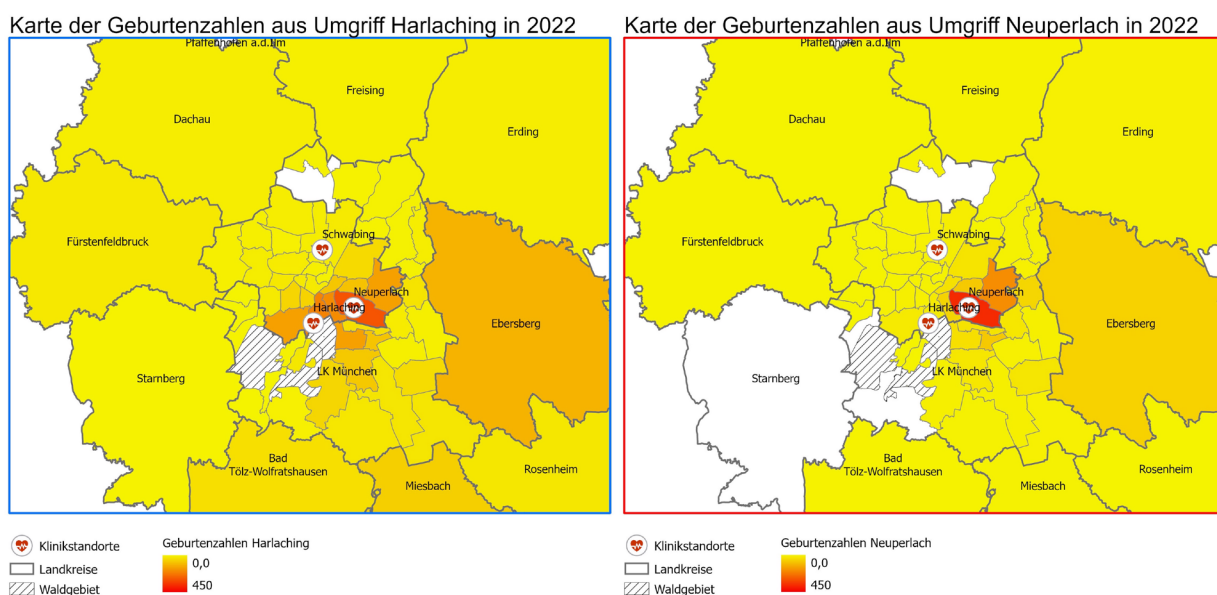 Karte der Geburtenzahlen aus Umgriff Harlaching in 2022
Pfaffenhofen a.d.Ilm
Freising
Dachau
Erding
Schwabing
Fürstenfeldbruck
Neuperlach
Harlaching
Ebersberg
Starnberg
LK München
Bad
Tölz-Wolfratshausen
Rosenheim
Miesbach
Klinikstandorte
Landkreise
Waldgebiet
Geburtenzahlen Harlaching
0,0
450
Karte der Geburtenzahlen aus Umgriff Neuperlach in 2022
Pfaffenhofen a.d.Ilm
Freising
Dachau
Erding
Schwabing
Fürstenfeldbruck
Neuperlach
Harlaching
Ebersberg
Starnberg
LK München
Bad
Tölz-Wolfratshausen
Rosenheim
Miesbach
Klinikstandorte
Landkreise
Waldgebiet
Geburtenzahlen Neuperlach
0,0
450